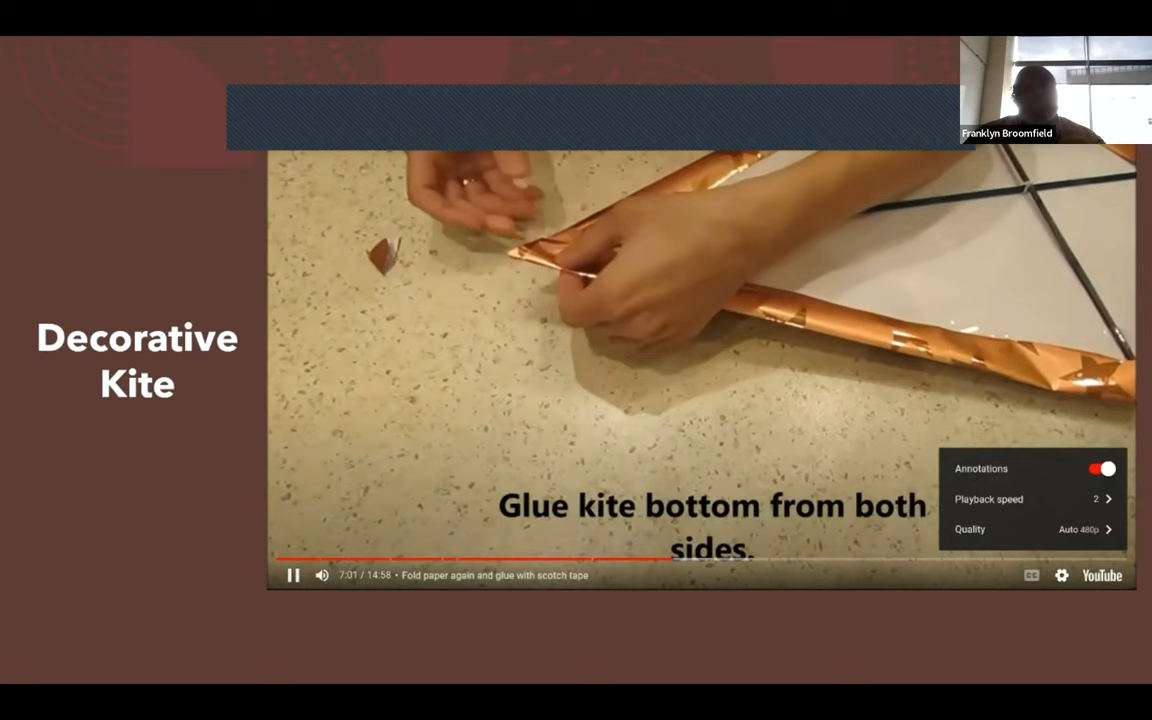 Franklyn Broomfield
Decorative
Kite
Annotations
Playback speed 2
Glue kite bottom from both
Quality Auto 480p
sides.
7:01 / 14:58 • Fold paper again and glue with scotch tape
CC
YouTube